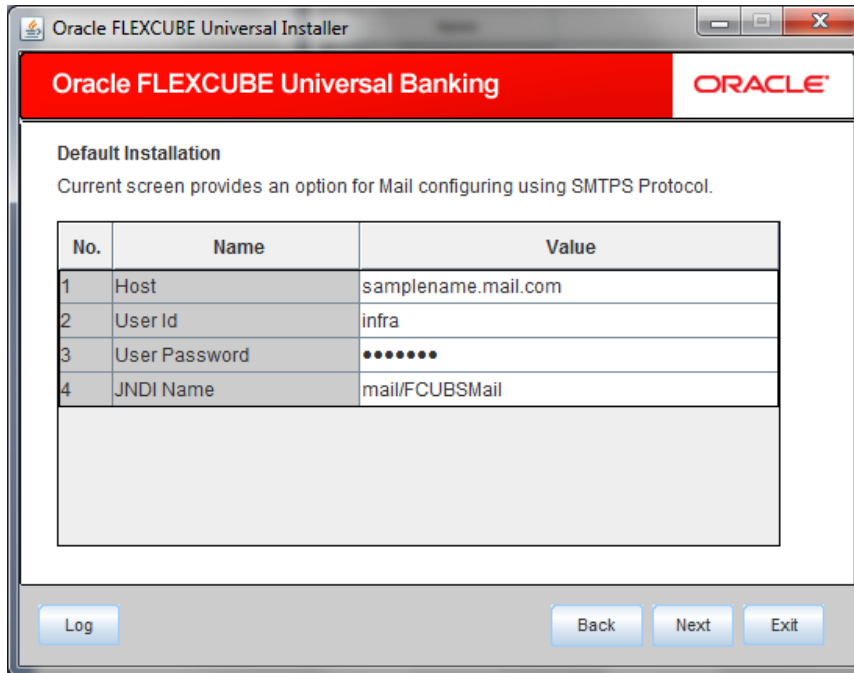 Oracle FLEXCUBE Universal Installer
Oracle FLEXCUBE Universal Banking
ORACLE
Default Installation
Current screen provides an option for Mail configuring using SMTPS Protocol.
No. Name Value
1 Host samplename.mail.com
2 User Id infra
3 User Password •••••••
4 JNDI Name mail/FCUBSMail
Log Back Next Exit